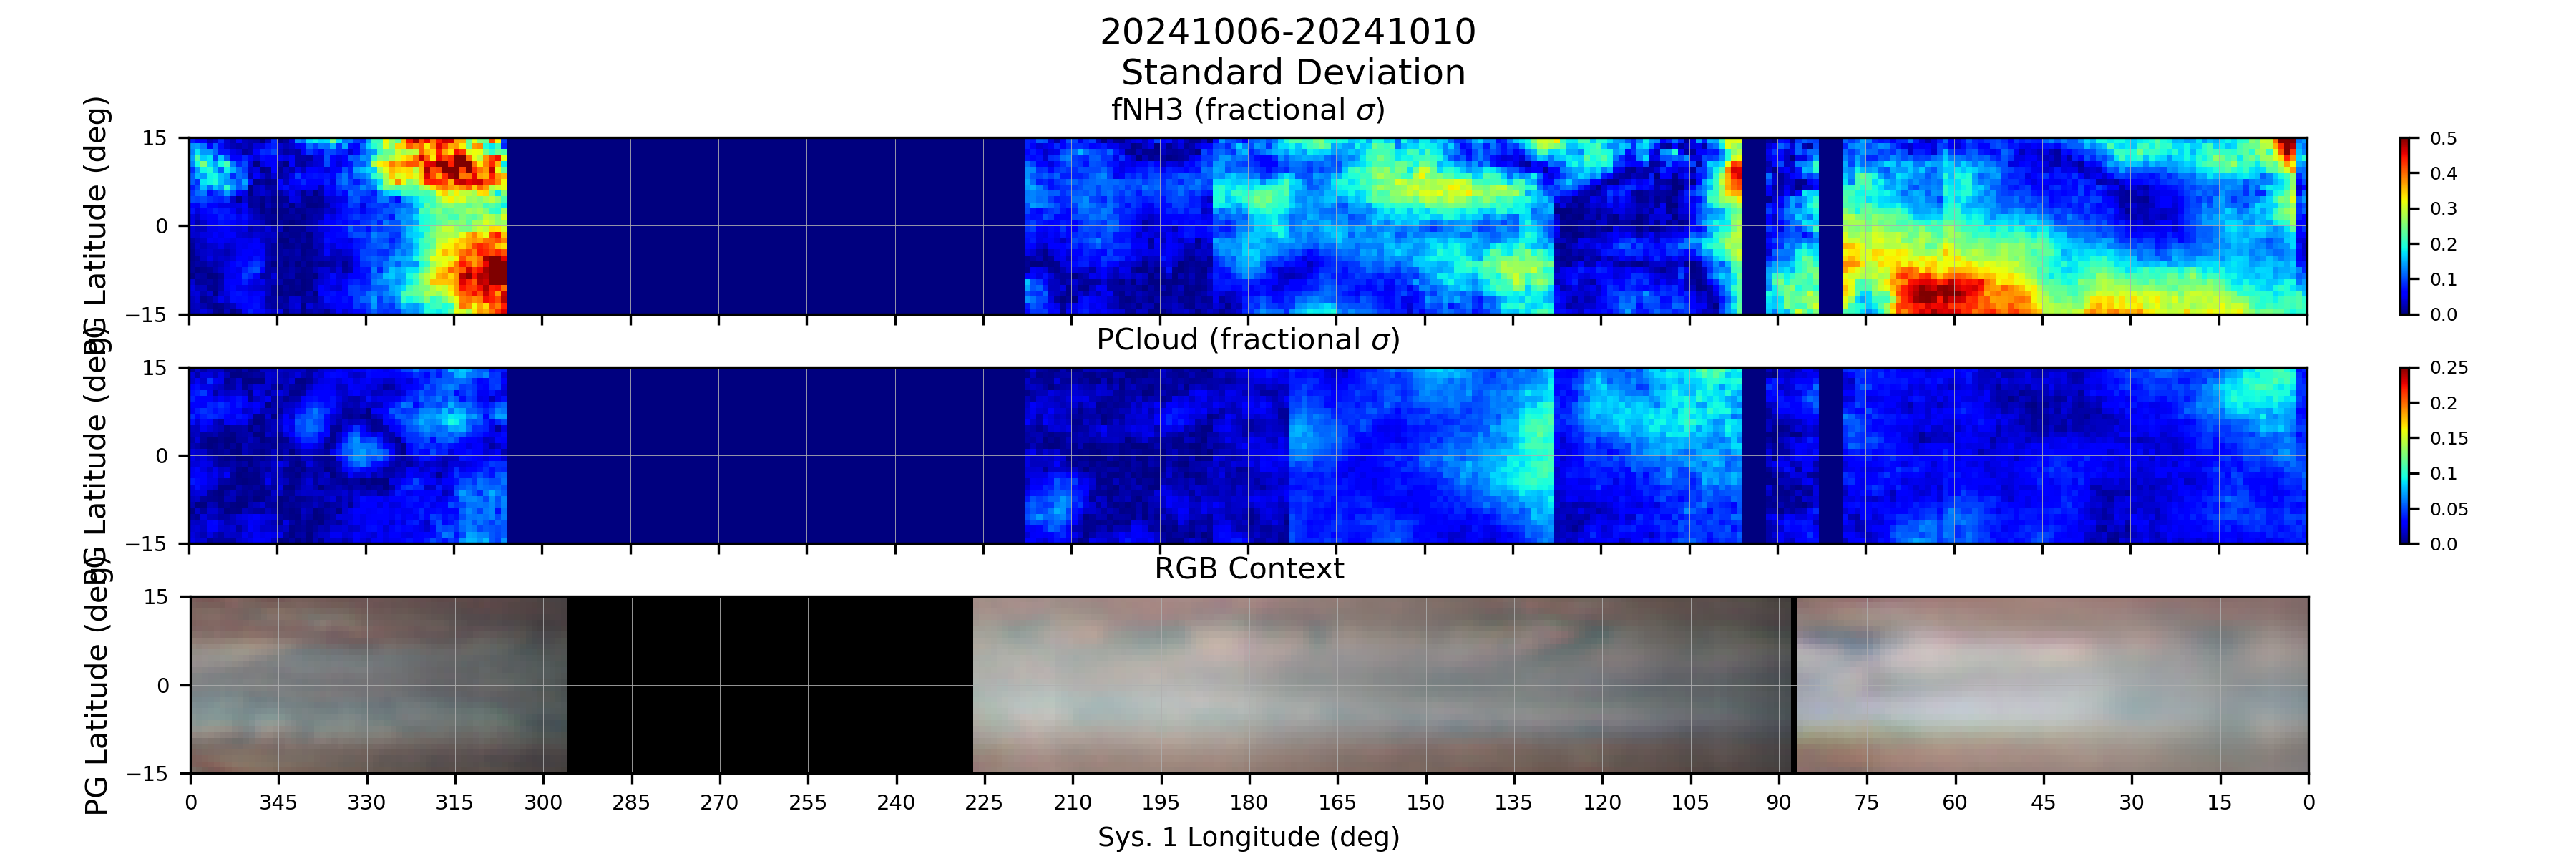 20241006-20241010
Standard Deviation
fNH3 (fractional σ)
PG Latitude (deg)
15
0
−15
0.5
0.4
0.3
0.2
0.1
0.0
PCloud (fractional σ)
PG Latitude (deg)
15
0
−15
0.25
0.2
0.15
0.1
0.05
0.0
RGB Context
PG Latitude (deg)
15
0
−15
0 345 330 315 300 285 270 255 240 225 210 195 180 165 150 135 120 105 90 75 60 45 30 15 0
Sys. 1 Longitude (deg)